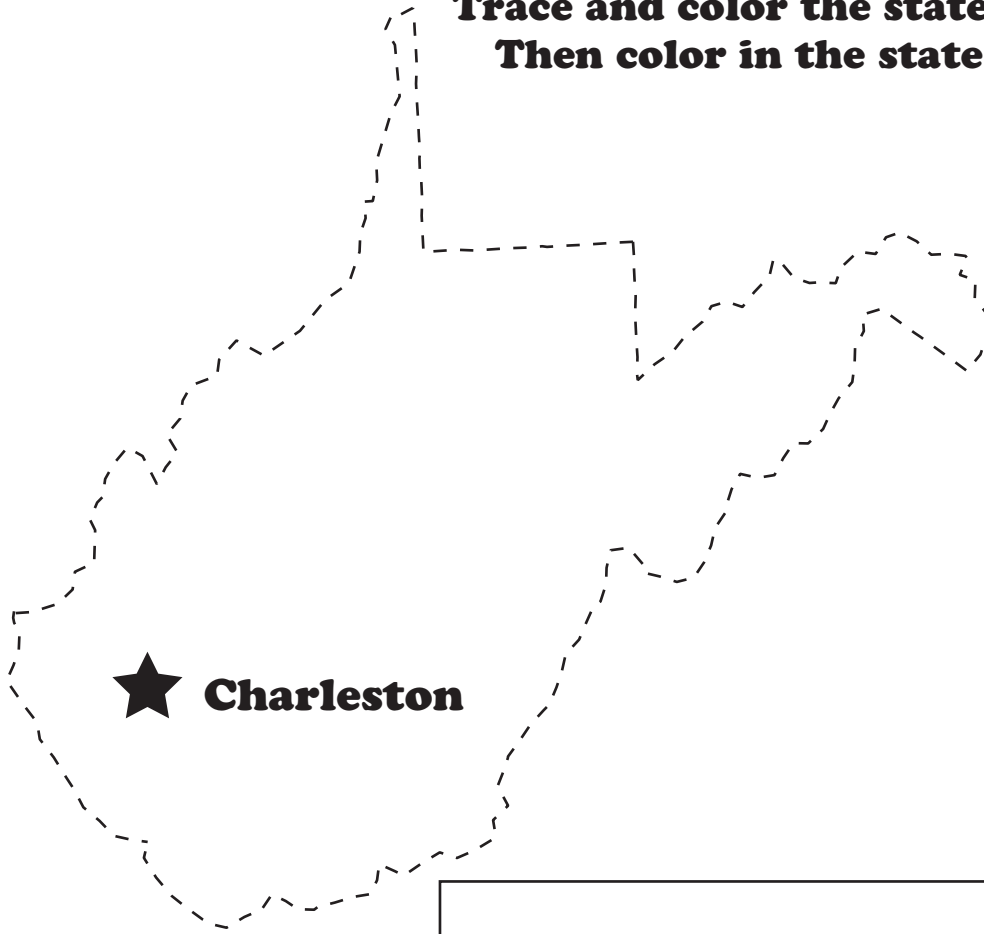 Trace and color the state
Then color in the state
Charleston